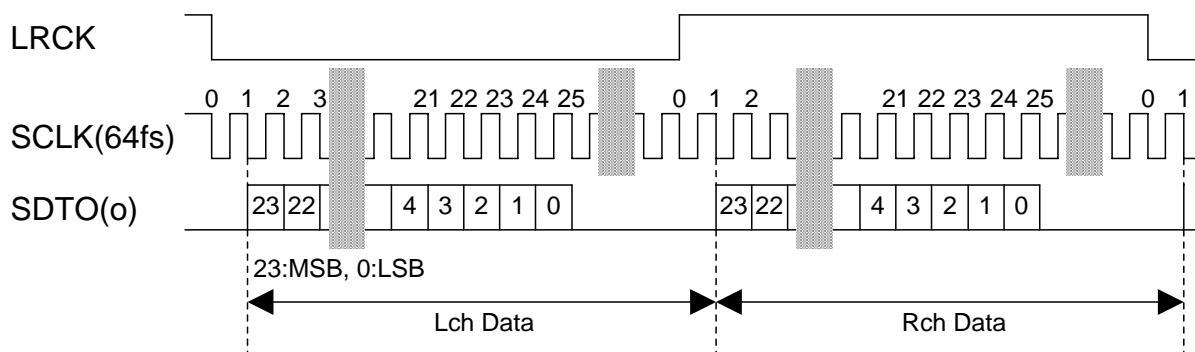 LRCK
0 1 2 3 21 22 23 24 25 0 1 2 21 22 23 24 25 0 1
SCLK(64fs)
SDTO(o) 23 22 4 3 2 1 0 23 22 4 3 2 1 0
23:MSB, 0:LSB
Lch Data Rch Data